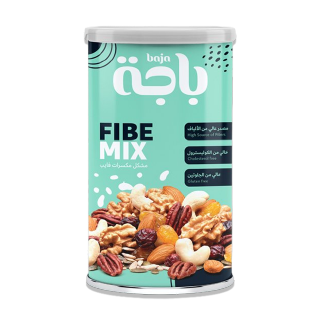 baja
باجة
FIBE
MIX
مشكل مكسرات فايب
مصدر عالي من الألياف
High Source of Fibers
خالي من الكوليسترول
Cholesterol free
خالي من الجلوتين
Gluten free